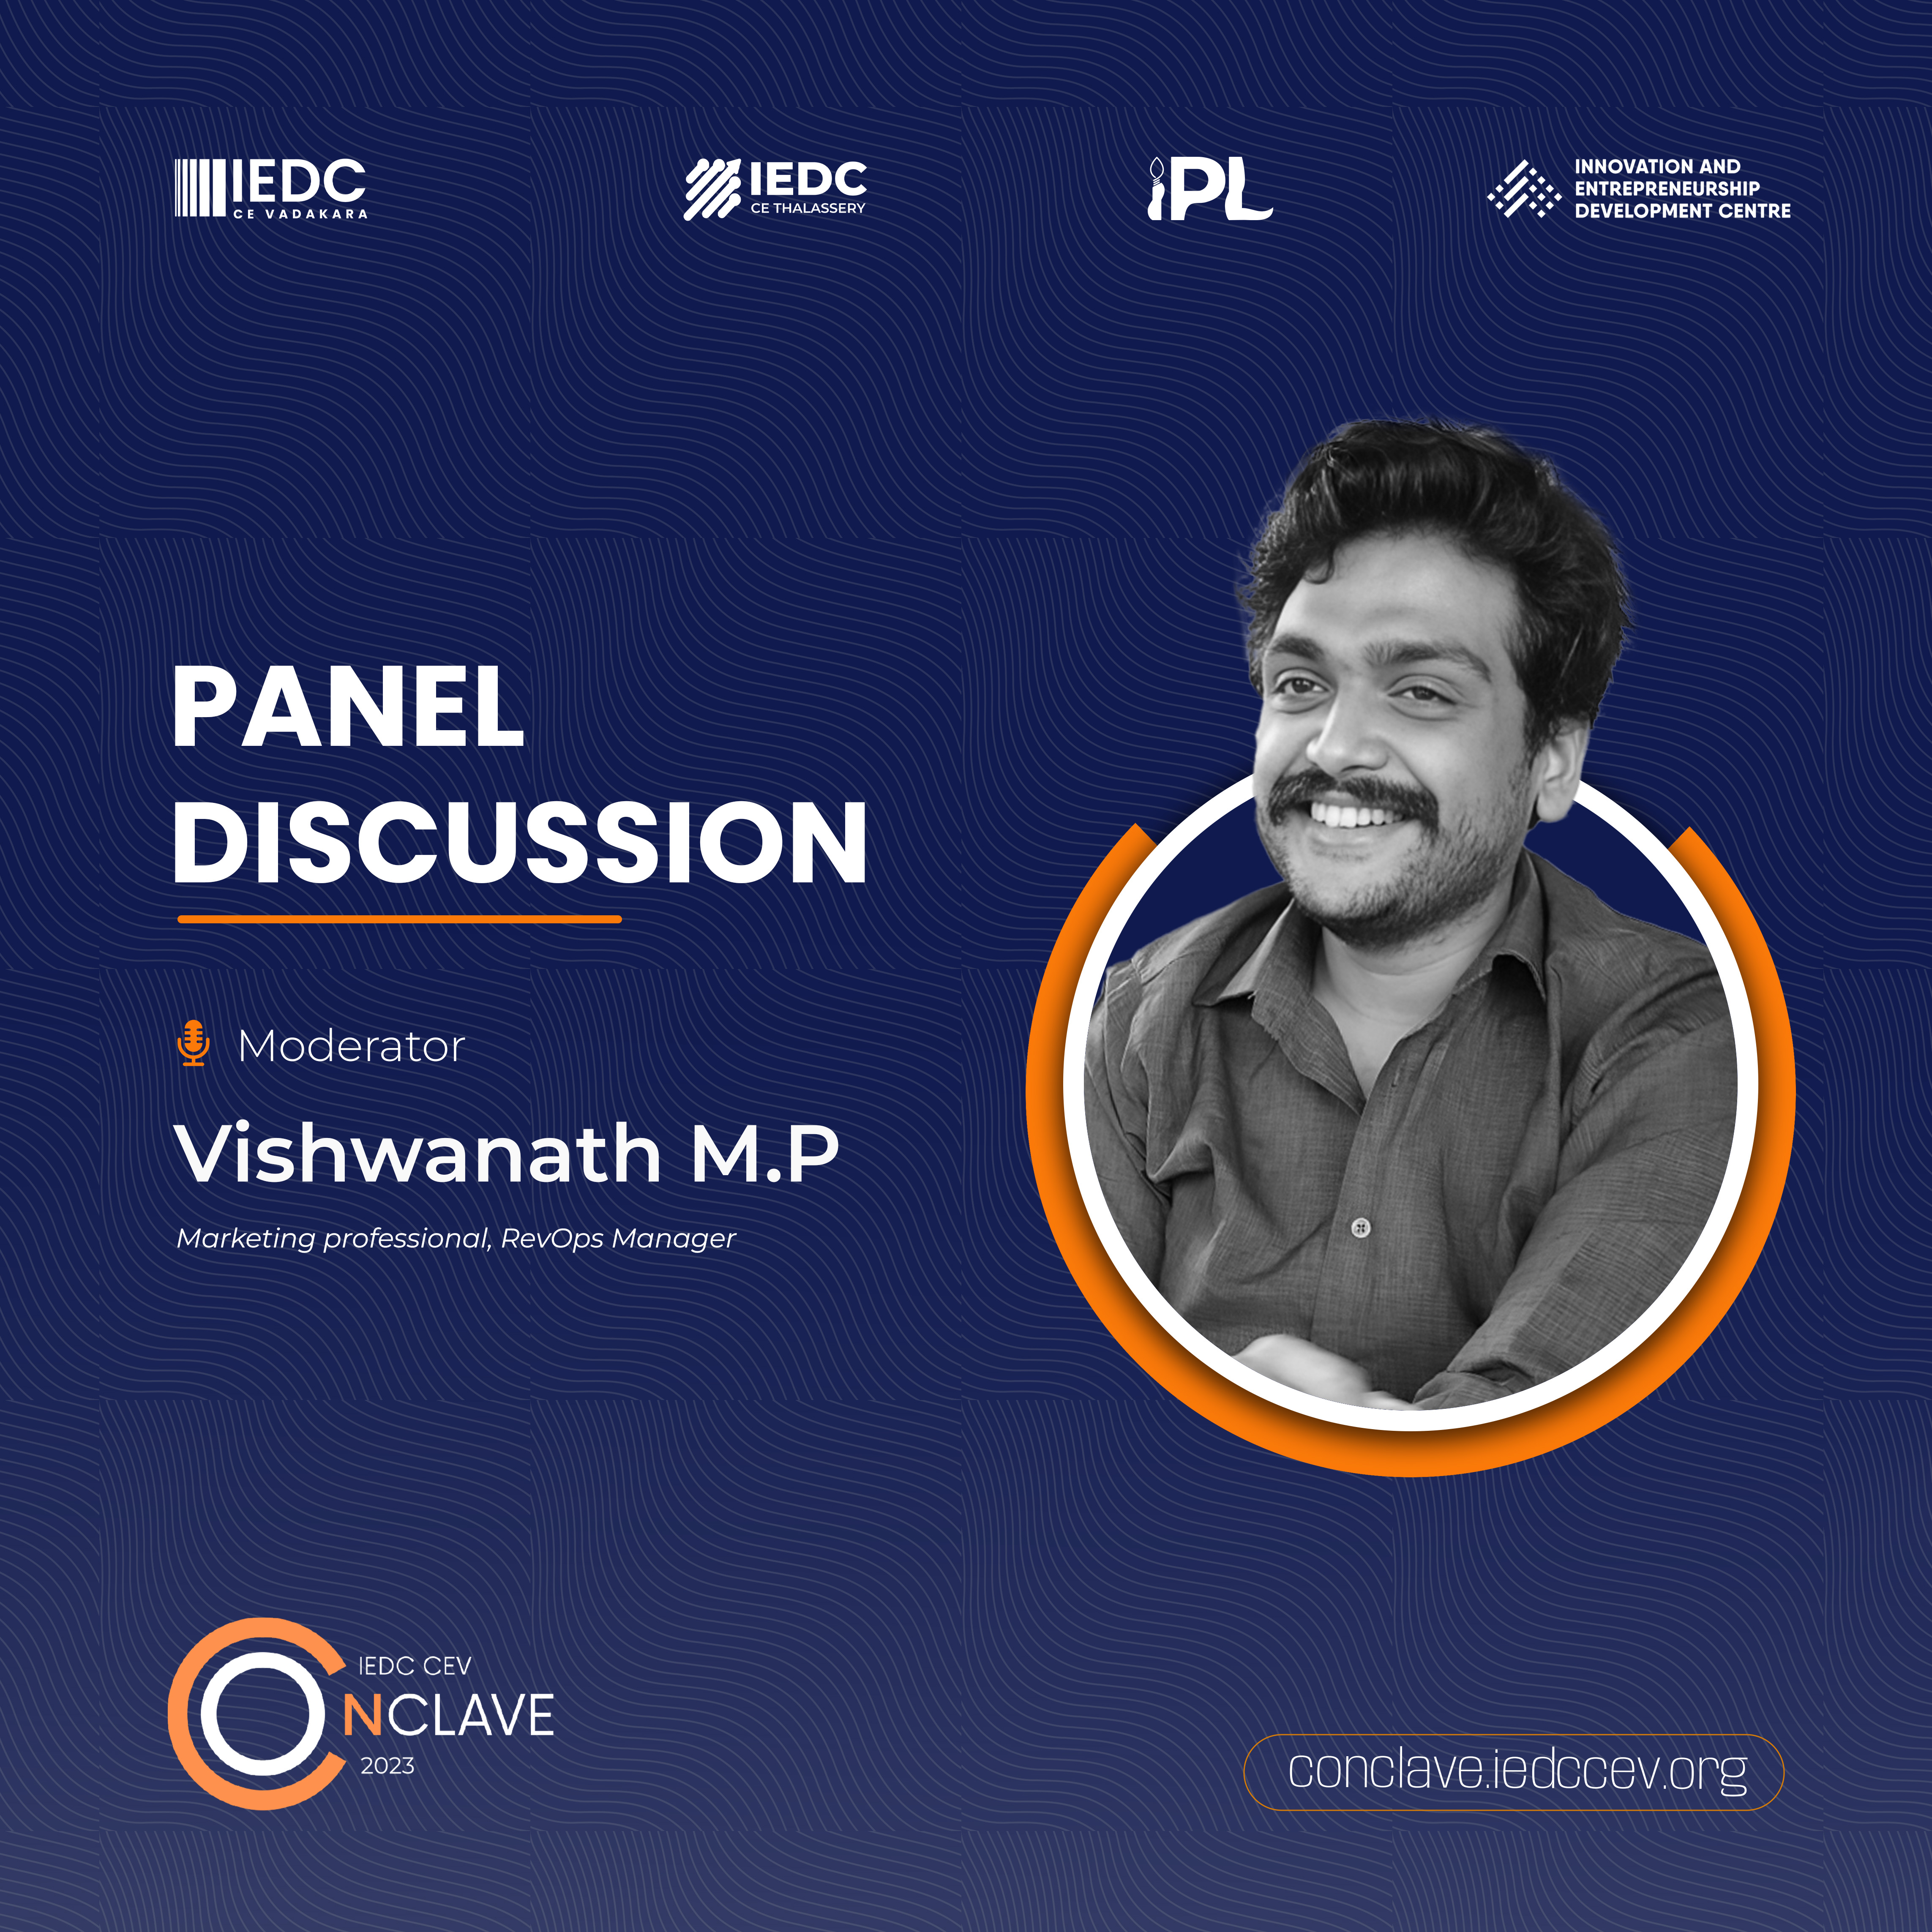 IEDC
CE VADAKARA
IEDC
CE THALASSERY
iPL
INNOVATION AND
ENTREPRENEURSHIP
DEVELOPMENT CENTRE
PANEL
DISCUSSION
Moderator
Vishwanath M.P
Marketing professional, RevOps Manager
IEDC CEV
CONCLAVE
2023
conclave.iedccev.org